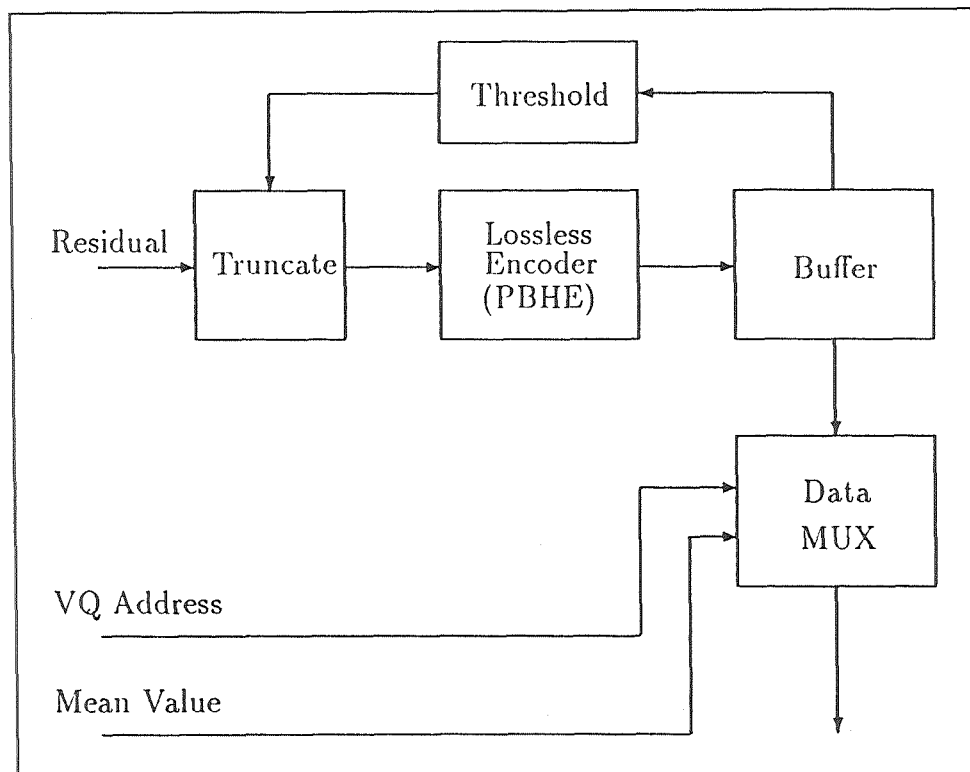 Threshold
Residual
Truncate
Lossless
Encoder
(PBHE)
Buffer
Data
MUX
VQ Address
Mean Value